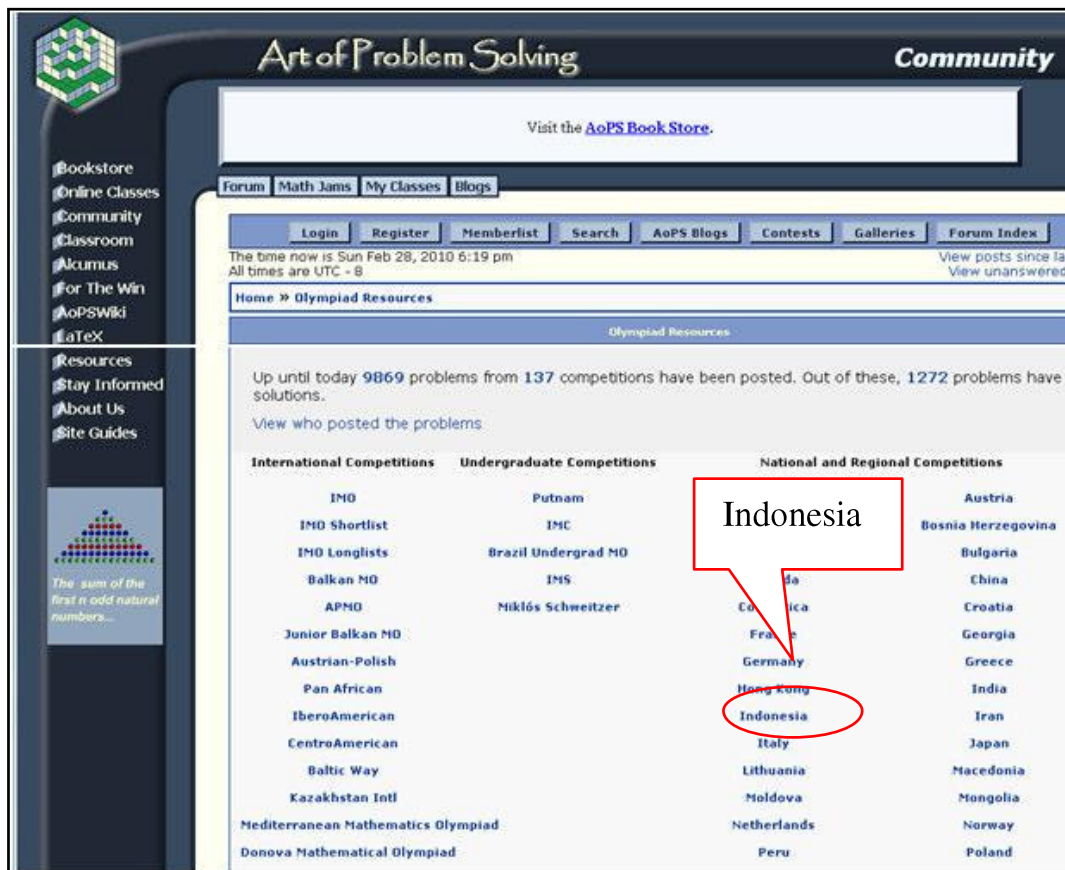 Art of Problem Solving
Community
Visit the AoPS Book Store.
Bookstore
Online Classes
Community
Classroom
Alcumus
For The Win
AoPSWiki
LaTeX
Resources
Stay Informed
About Us
Site Guides
The sum of the
first n odd natural
numbers...
Forum Math Jams My Classes Blogs
Login Register Memberlist Search AoPS Blogs Contests Galleries Forum Index
The time now is Sun Feb 28, 2010 6:19 pm
All times are UTC - 8
View posts since la
View unanswered
Home » Olympiad Resources
Olympiad Resources
Up until today 9869 problems from 137 competitions have been posted. Out of these, 1272 problems have
solutions.
View who posted the problems
International Competitions
IMO
IMO Shortlist
IMO Longlists
Balkan MO
APMO
Junior Balkan MO
Austrian-Polish
Pan African
IberoAmerican
CentroAmerican
Baltic Way
Kazakhstan Intl
Mediterranean Mathematics Olympiad
Donova Mathematical Olympiad
Undergraduate Competitions
Putnam
IMC
Brazil Undergrad MO
IMS
Miklós Schweitzer
National and Regional Competitions
Indonesia
da
Germany
Hong Kong
Indonesia
Italy
Lithuania
Moldova
Netherlands
Peru
Austria
Bosnia Herzegovina
Bulgaria
China
Croatia
Georgia
Greece
India
Iran
Japan
Macedonia
Mongolia
Norway
Poland